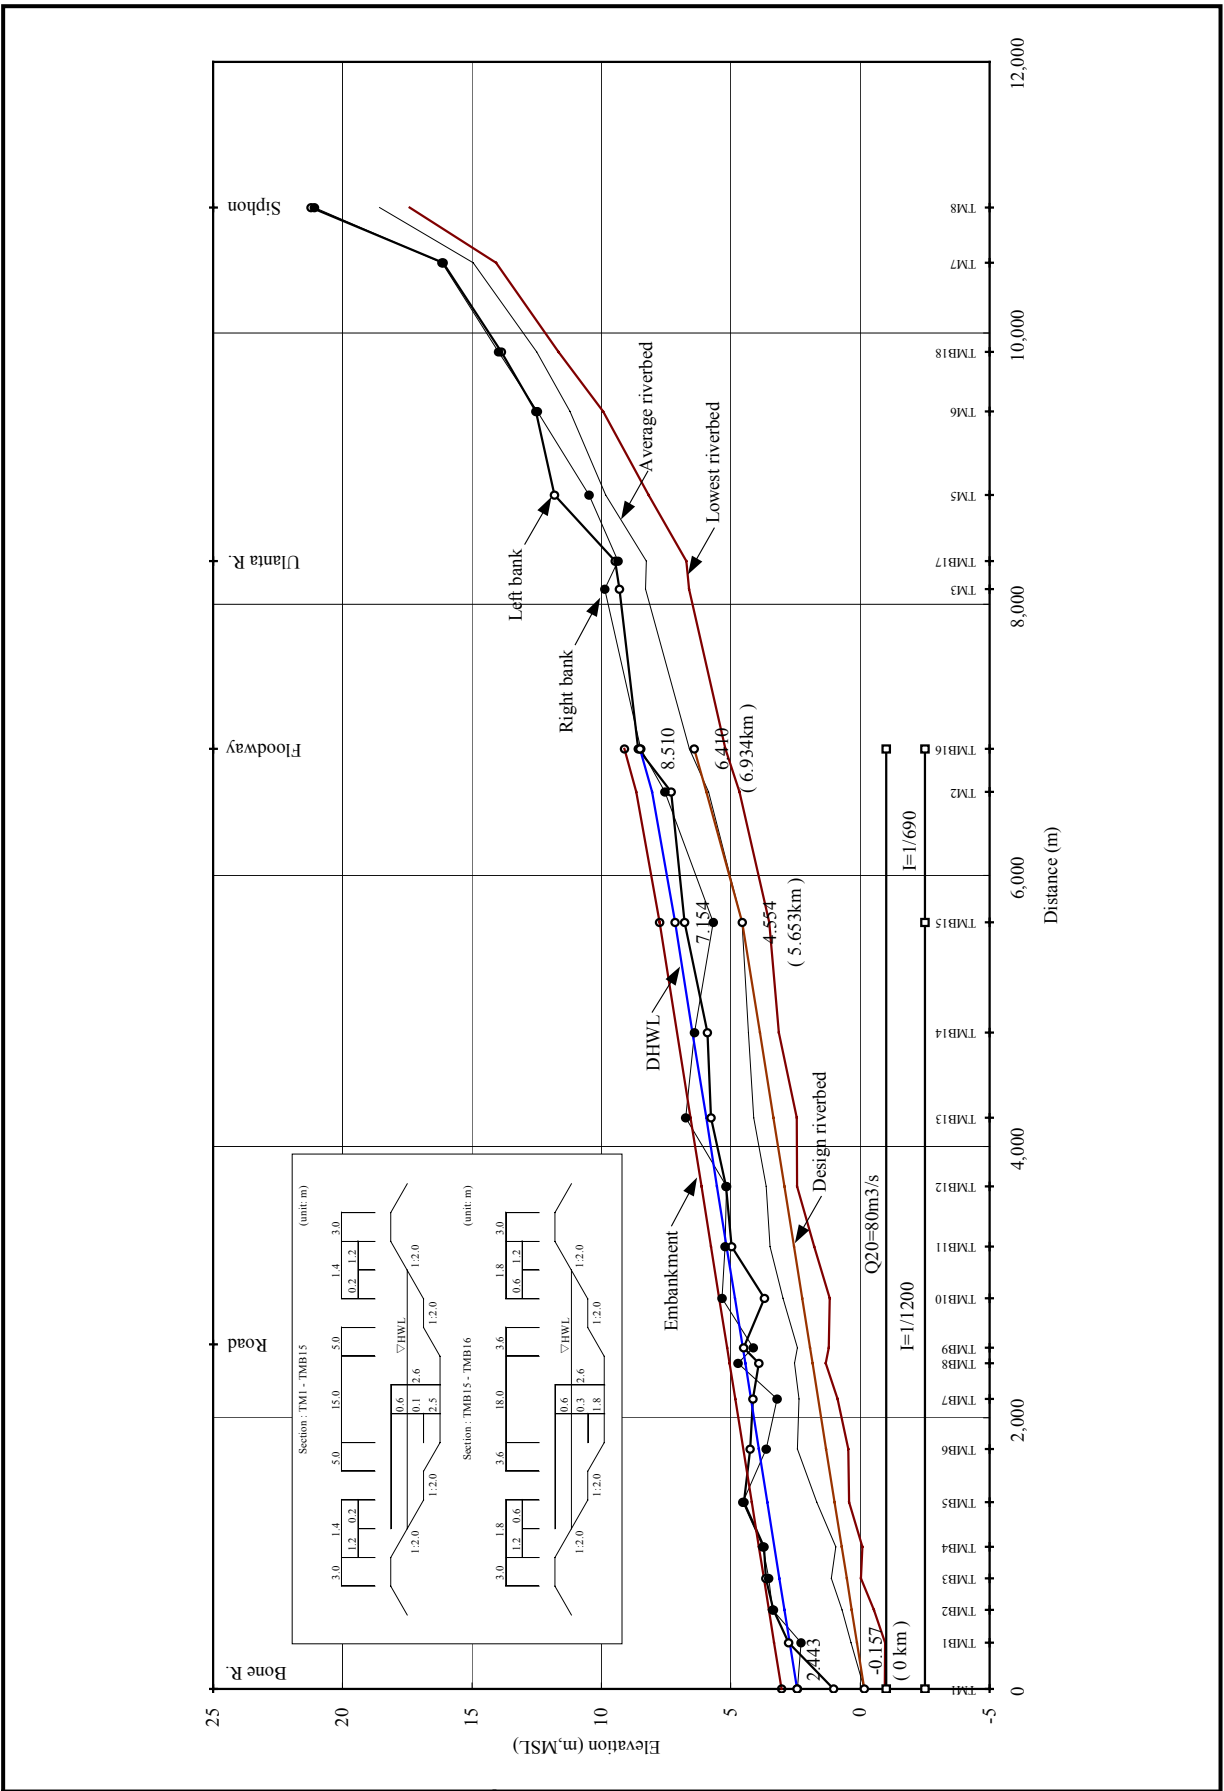 Bone R.
Road
Floodway
Ulanta R.
Siphon
25
20
15
10
5
0
-5
Elevation (m,MSL)
Section : TM1 - TMB15
(unit: m)
3.0
1.4
1.2
0.2
5.0
15.0
5.0
1.4
0.2
1.2
3.0
▽HWL
0.6
0.1
2.5
2.6
1:2.0
1:2.0
1:2.0
1:2.0
Section : TMB15 - TMB16
(unit: m)
3.0
1.8
1.2
0.6
3.6
18.0
3.6
1.8
0.6
1.2
3.0
▽HWL
0.6
0.3
1.8
2.6
1:2.0
1:2.0
1:2.0
1:2.0
Right bank
Left bank
Average riverbed
Lowest riverbed
DHWL
Embankment
Design riverbed
2.443
7.154
8.510
-0.157
( 0 km )
4.554
( 5.653km )
6.410
( 6.934km )
Q20=80m3/s
I=1/1200
I=1/690
TM1
TMB1
TMB2
TMB3
TMB4
TMB5
TMB6
TMB7
TMB8
TMB9
TMB10
TMB11
TMB12
TMB13
TMB14
TMB15
TM2
TMB16
TM3
TMB17
TM5
TM6
TMB18
TM7
TM8
0
2,000
4,000
6,000
8,000
10,000
12,000
Distance (m)